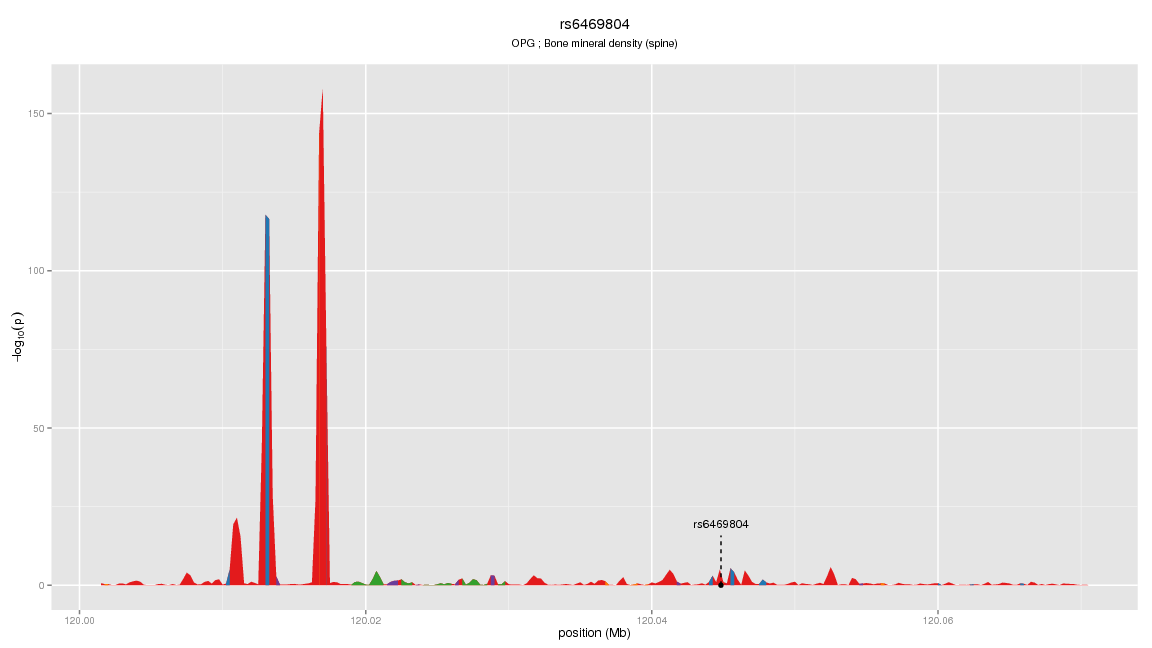 rs6469804
OPG ; Bone mineral density (spine)
150
100
50
0
−log10(p)
rs6469804
120.00
120.02
120.04
120.06
position (Mb)